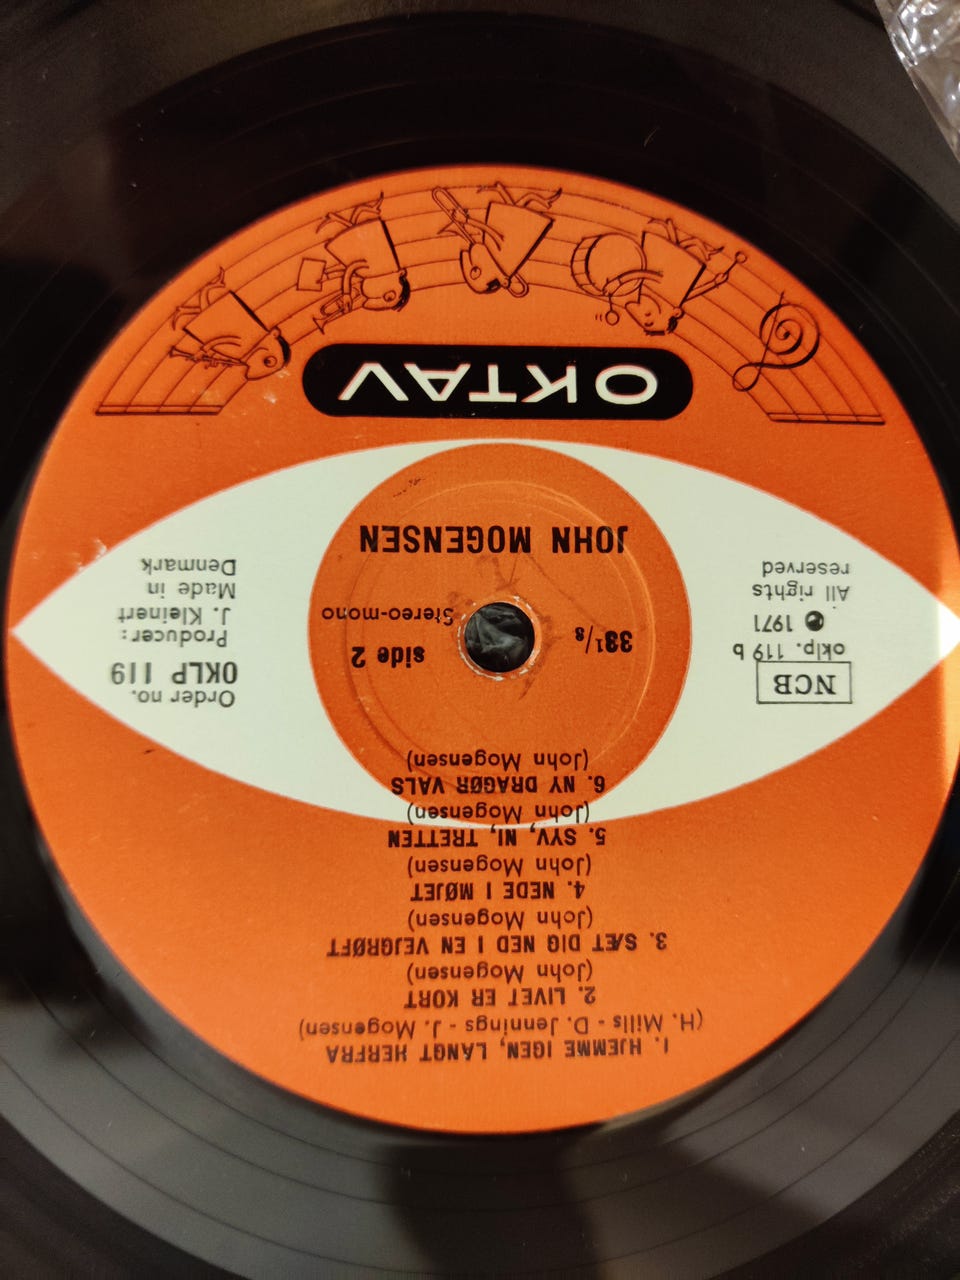 OKTAV
JOHN MOGENSEN
NCB
oklp. 119 b
Ⓟ 1971
All rights
reserved
33⅓
side 2
Stereo-mono
Order no.
OKLP 119
Producer:
J. Kleinert
Made in
Denmark
1. HJEMME IGEN, LANGT HERFRA
(H. Mills - D. Jennings - J. Mogensen)
2. LIVET ER KORT
(John Mogensen)
3. SÆT DIG NED I EN VEJGRØFT
(John Mogensen)
4. NEDE I MØJET
(John Mogensen)
5. SYV, NI, TRETTEN
(John Mogensen)
6. NY DRAGØR VALS
(John Mogensen)